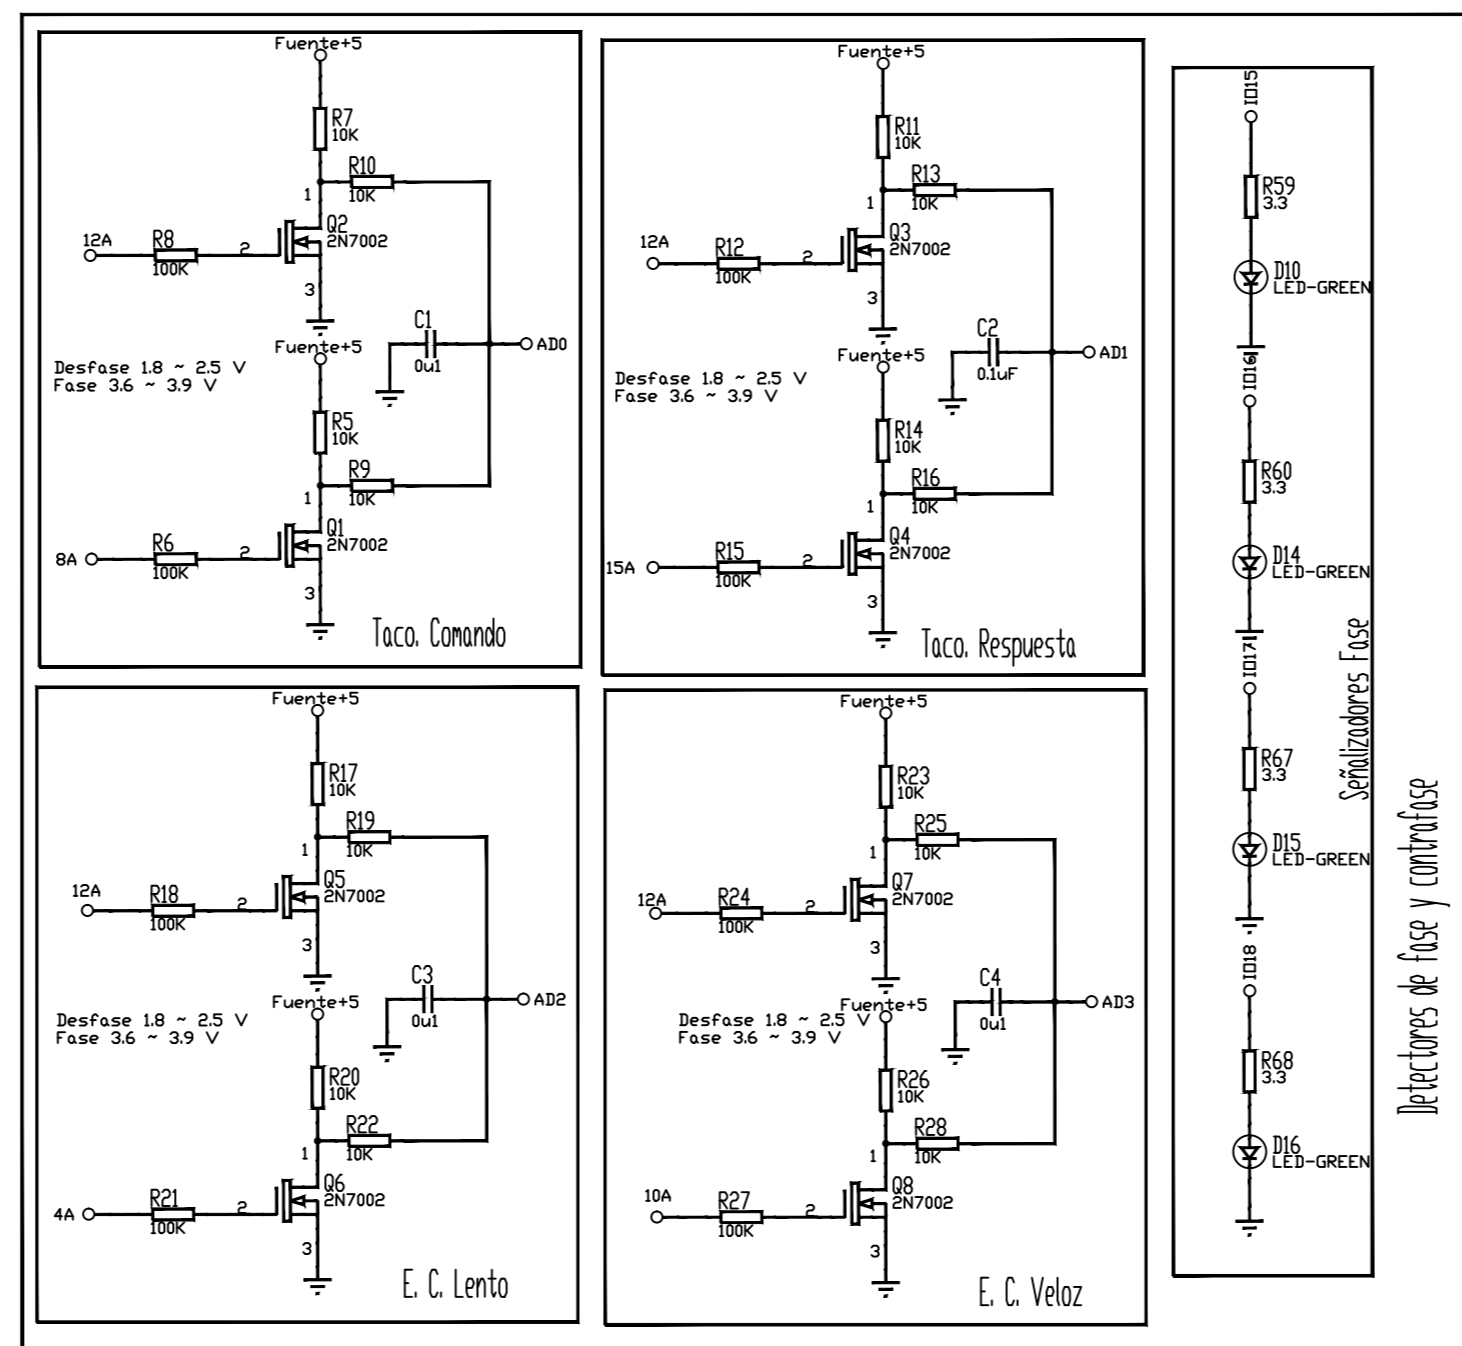 Fuente+5
R7
10K
R10
10K
1
Q2
2N7002
12A
R8
100K
2
3
C1
0u1
AD0
Fuente+5
Desfase 1.8 ~ 2.5 V
Fase 3.6 ~ 3.9 V
R5
10K
R9
10K
1
Q1
2N7002
8A
R6
100K
2
3
Taco. Comando
Fuente+5
R11
10K
R13
10K
1
Q3
2N7002
12A
R12
100K
2
3
C2
0.1uF
AD1
Fuente+5
Desfase 1.8 ~ 2.5 V
Fase 3.6 ~ 3.9 V
R14
10K
R16
10K
1
Q4
2N7002
15A
R15
100K
2
3
Taco. Respuesta
Fuente+5
R17
10K
R19
10K
1
Q5
2N7002
12A
R18
100K
2
3
C3
0u1
AD2
Fuente+5
Desfase 1.8 ~ 2.5 V
Fase 3.6 ~ 3.9 V
R20
10K
R22
10K
1
Q6
2N7002
4A
R21
100K
2
3
E. C. Lento
Fuente+5
R23
10K
R25
10K
1
Q7
2N7002
12A
R24
100K
2
3
C4
0u1
AD3
Fuente+5
Desfase 1.8 ~ 2.5 V
Fase 3.6 ~ 3.9 V
R26
10K
R28
10K
1
Q8
2N7002
10A
R27
100K
2
3
E. C. Veloz
IO15
R59
3.3
D10
LED-GREEN
IO16
R60
3.3
D14
LED-GREEN
IO17
R67
3.3
D15
LED-GREEN
IO18
R68
3.3
D16
LED-GREEN
Señalizadores Fase
Detectores de fase y contrafase